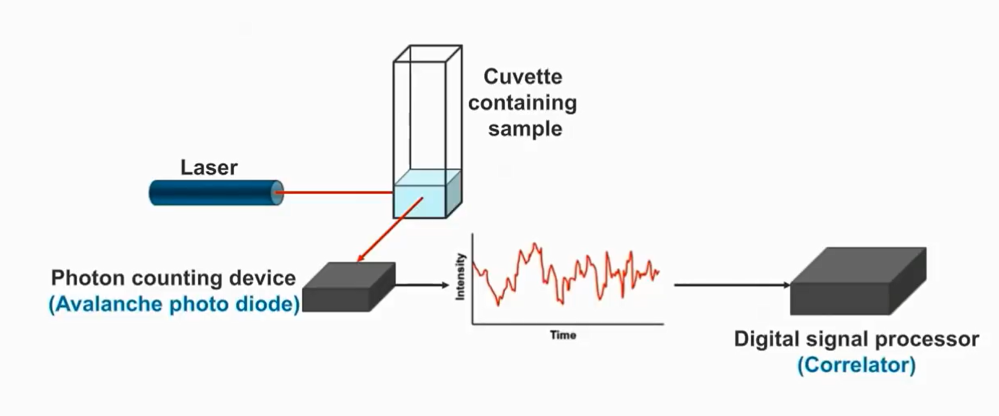 Cuvette
containing
sample
Laser
Photon counting device
(Avalanche photo diode)
Intensity
Time
Digital signal processor
(Correlator)